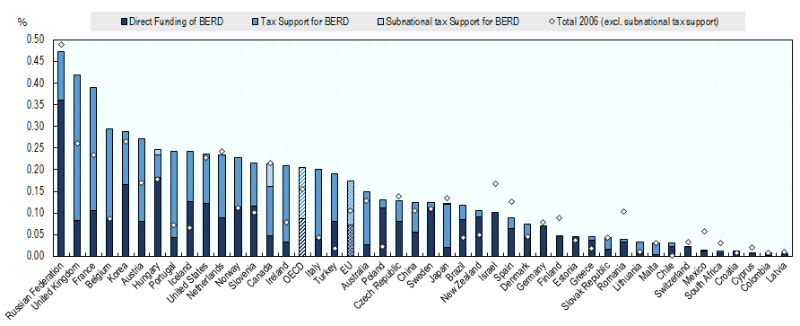 Direct Funding of BERD Tax Support for BERD Subnational tax Support for BERD Total 2006 (excl. subnational tax support)
%
0.50
0.45
0.40
0.35
0.30
0.25
0.20
0.15
0.10
0.05
0.00
Russian Federation
United Kingdom
France
Belgium
Korea
Austria
Hungary
Portugal
Iceland
United States
Netherlands
Norway
Slovenia
Canada
Ireland
OECD
Italy
Turkey
EU
Australia
Poland
Czech Republic
China
Sweden
Japan
Brazil
New Zealand
Israel
Spain
Denmark
Germany
Finland
Estonia
Greece
Slovak Republic
Romania
Lithuania
Malta
Chile
Switzerland
Mexico
South Africa
Croatia
Cyprus
Colombia
Latvia